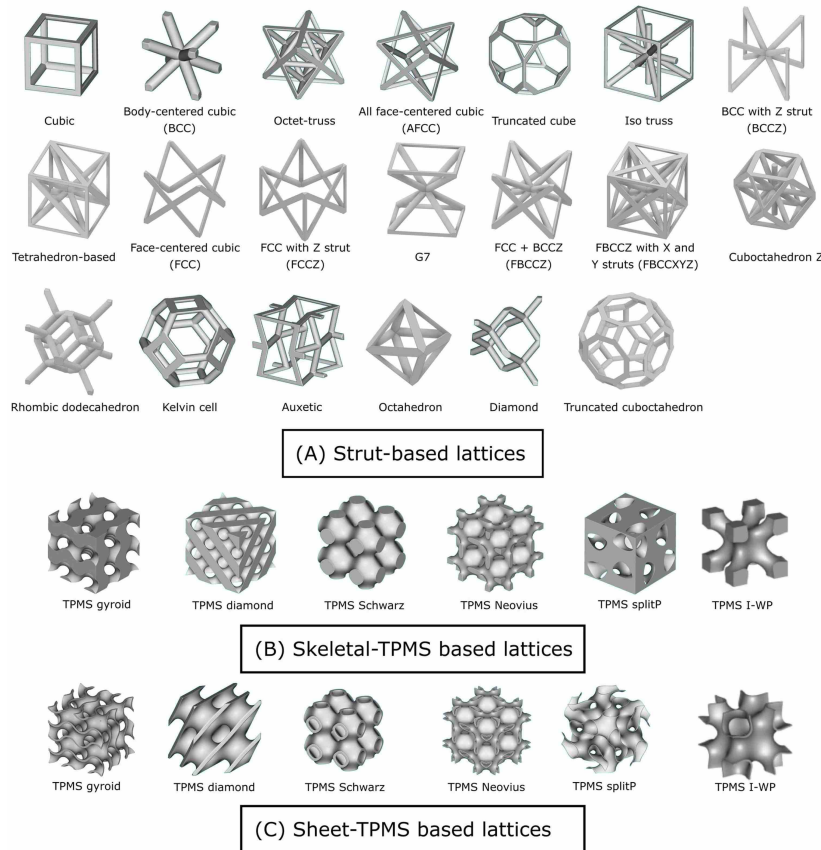 Cubic
Body-centered cubic
(BCC)
Octet-truss
All face-centered cubic
(AFCC)
Truncated cube
Iso truss
BCC with Z strut
(BCCZ)
Tetrahedron-based
Face-centered cubic
(FCC)
FCC with Z strut
(FCCZ)
G7
FCC + BCCZ
(FBCCZ)
FBCCZ with X and
Y struts (FBCCXYZ)
Cuboctahedron Z
Rhombic dodecahedron
Kelvin cell
Auxetic
Octahedron
Diamond
Truncated cuboctahedron
(A) Strut-based lattices
TPMS gyroid
TPMS diamond
TPMS Schwarz
TPMS Neovius
TPMS splitP
TPMS I-WP
(B) Skeletal-TPMS based lattices
TPMS gyroid
TPMS diamond
TPMS Schwarz
TPMS Neovius
TPMS splitP
TPMS I-WP
(C) Sheet-TPMS based lattices